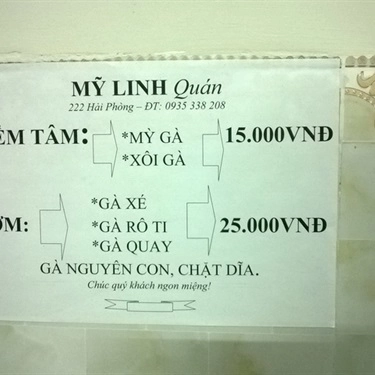 MỸ LINH Quán
222 Hải Phòng – ĐT: 0935 338 208
ỂM TÂM:
*MỲ GÀ
*XÔI GÀ
15.000VNĐ
ƠM:
*GÀ XÉ
*GÀ RÔ TI
*GÀ QUAY
25.000VNĐ
GÀ NGUYÊN CON, CHẶT DĨA.
Chúc quý khách ngon miệng!